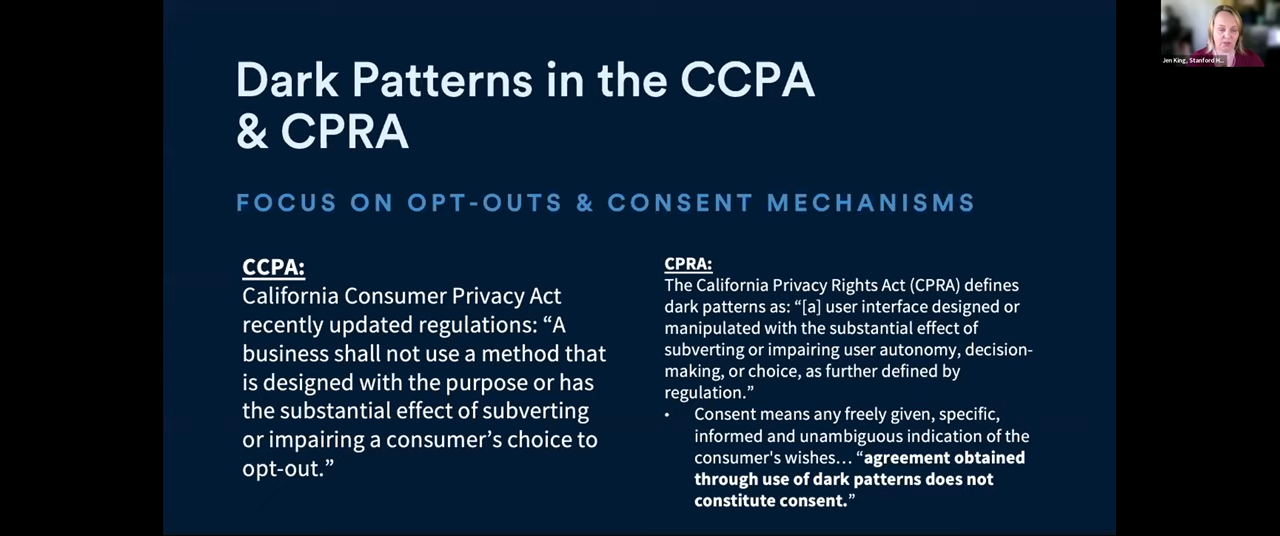 Dark Patterns in the CCPA
& CPRA
FOCUS ON OPT-OUTS & CONSENT MECHANISMS
CCPA:
California Consumer Privacy Act
recently updated regulations: “A
business shall not use a method that
is designed with the purpose or has
the substantial effect of subverting
or impairing a consumer’s choice to
opt-out.”
CPRA:
The California Privacy Rights Act (CPRA) defines
dark patterns as: “[a] user interface designed or
manipulated with the substantial effect of
subverting or impairing user autonomy, decision-
making, or choice, as further defined by
regulation.”
• Consent means any freely given, specific,
informed and unambiguous indication of the
consumer's wishes… “agreement obtained
through use of dark patterns does not
constitute consent.”
Jen King, Stanford H...